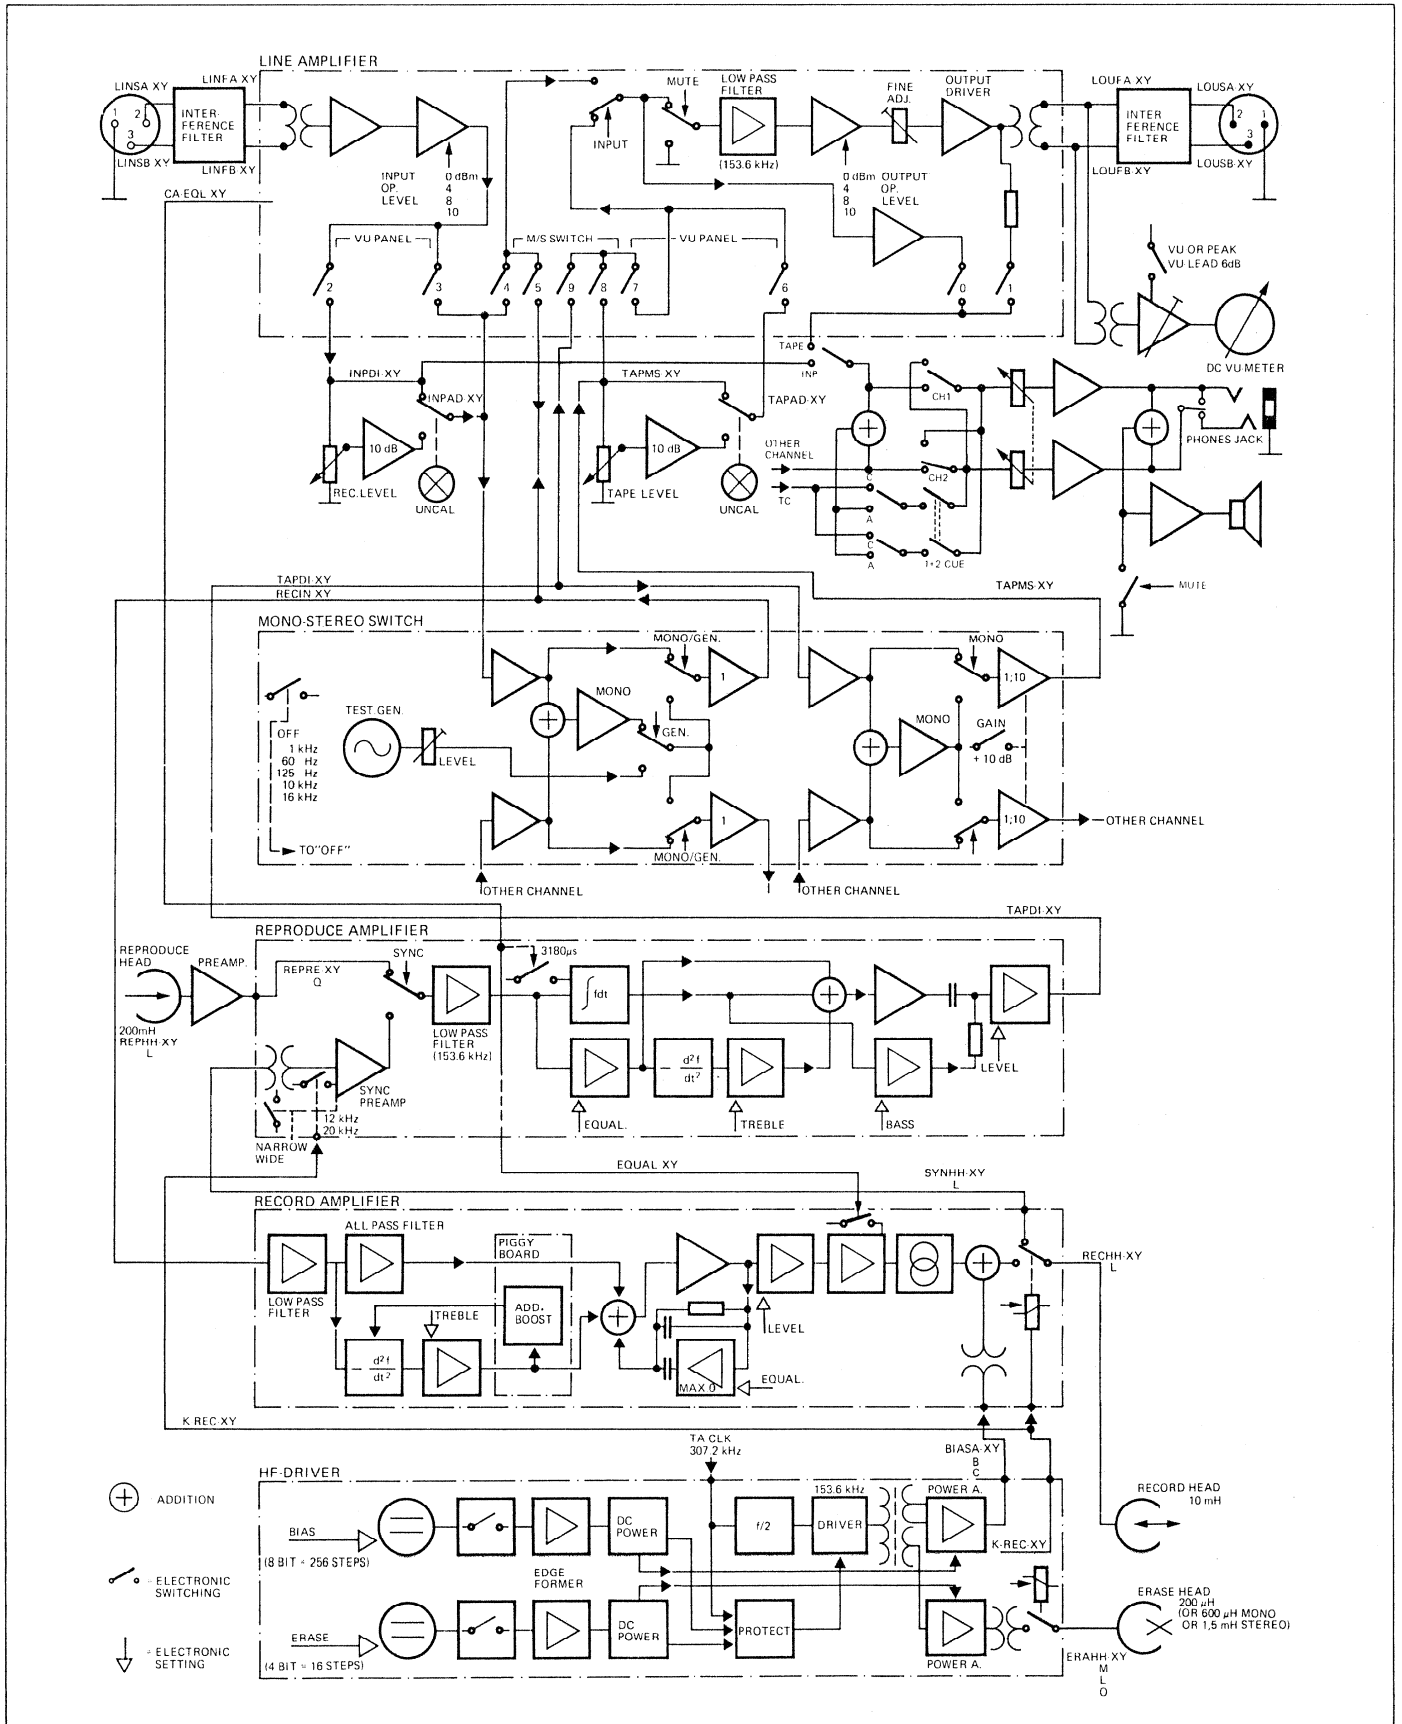 LINE AMPLIFIER
LINSA XY
LINFA XY
1
2
3
INTER-
FERENCE
FILTER
LINSB XY
LINFB XY
CA-EQL XY
INPUT
OP.
LEVEL
0 dBm
4
8
10
INPUT
MUTE
LOW PASS
FILTER
(153.6 kHz)
0 dBm
4
8
10
OUTPUT
OP.
LEVEL
FINE
ADJ.
OUTPUT
DRIVER
LOUFA XY
LOUSA-XY
INTER
FERENCE
FILTER
2
1
3
LOUFB-XY
LOUSB-XY
VU PANEL
M/S SWITCH
VU PANEL
2
3
4
5
9
8
7
6
0
1
VU OR PEAK
VU-LEAD 6dB
DC VU-METER
TAPE
INP
INPDI-XY
INPAD-XY
10 dB
REC.LEVEL
UNCAL
TAPMS-XY
TAPAD-XY
10 dB
TAPE LEVEL
UNCAL
OTHER
CHANNEL
TC
C
A
C
A
CH1
CH2
1+2 CUE
PHONES JACK
MUTE
TAPDI-XY
RECIN XY
TAPMS-XY
MONO-STEREO SWITCH
OFF
1 kHz
60 Hz
125 Hz
10 kHz
16 kHz
TO"OFF"
TEST.GEN.
LEVEL
MONO
MONO/GEN.
GEN.
1
1
MONO/GEN.
OTHER CHANNEL
MONO
MONO
GAIN
+ 10 dB
1;10
1;10
OTHER CHANNEL
OTHER CHANNEL
TAPDI-XY
REPRODUCE AMPLIFIER
REPRODUCE
HEAD
200mH
REPHH-XY
L
PREAMP.
REPRE-XY
Q
SYNC
LOW PASS
FILTER
(153.6 kHz)
3180µs
∫fdt
SYNC
PREAMP
12 kHz
20 kHz
NARROW
WIDE
EQUAL.
- d²f
dt²
TREBLE
BASS
LEVEL
EQUAL XY
SYNHH-XY
L
RECORD AMPLIFIER
ALL PASS FILTER
LOW PASS
FILTER
- d²f
dt²
TREBLE
PIGGY
BOARD
ADD.
BOOST
MAX.0
EQUAL.
LEVEL
RECHH-XY
L
K REC-XY
TA CLK
307.2 kHz
BIASA-XY
B
C
HF-DRIVER
BIAS
(8 BIT = 256 STEPS)
EDGE
FORMER
DC
POWER
f/2
153.6 kHz
DRIVER
POWER A.
K-REC-XY
ERASE
(4 BIT = 16 STEPS)
DC
POWER
PROTECT
POWER A.
RECORD HEAD
10 mH
ERASE HEAD
200 µH
(OR 600 µH MONO
OR 1,5 mH STEREO)
ERAHH-XY
M
L
O
= ADDITION
= ELECTRONIC
SWITCHING
= ELECTRONIC
SETTING